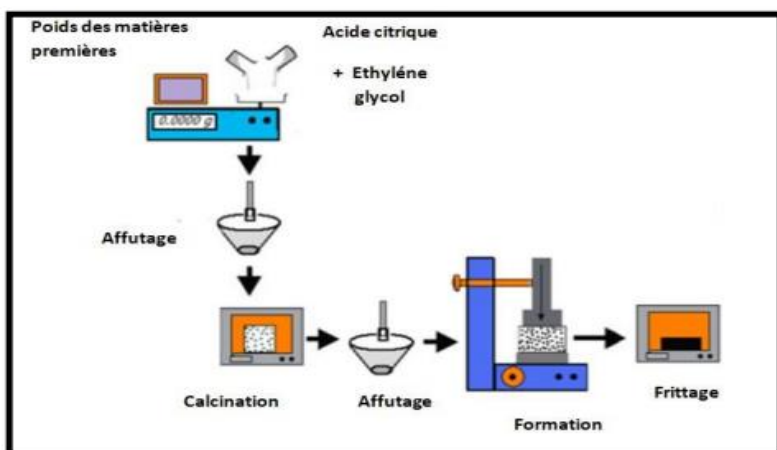 Poids des matières
premières
Acide citrique
+ Ethyléne
glycol
0.0000 g
Affutage
Calcination
Affutage
Formation
Frittage